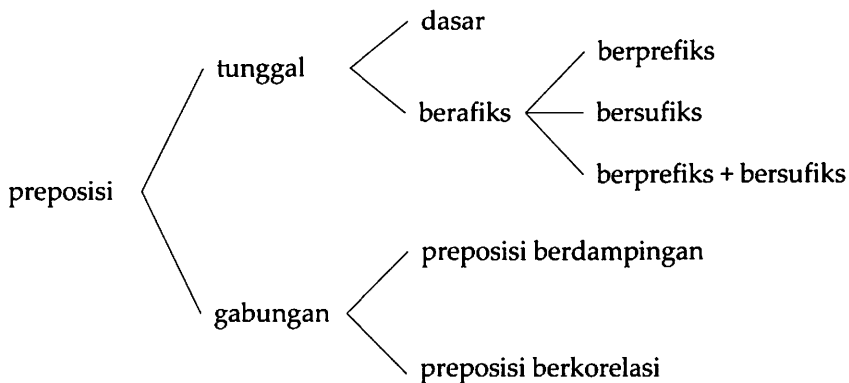 dasar
berprefiks
tunggal
berafiks
bersufiks
berprefiks + bersufiks
preposisi
preposisi berdampingan
gabungan
preposisi berkorelasi